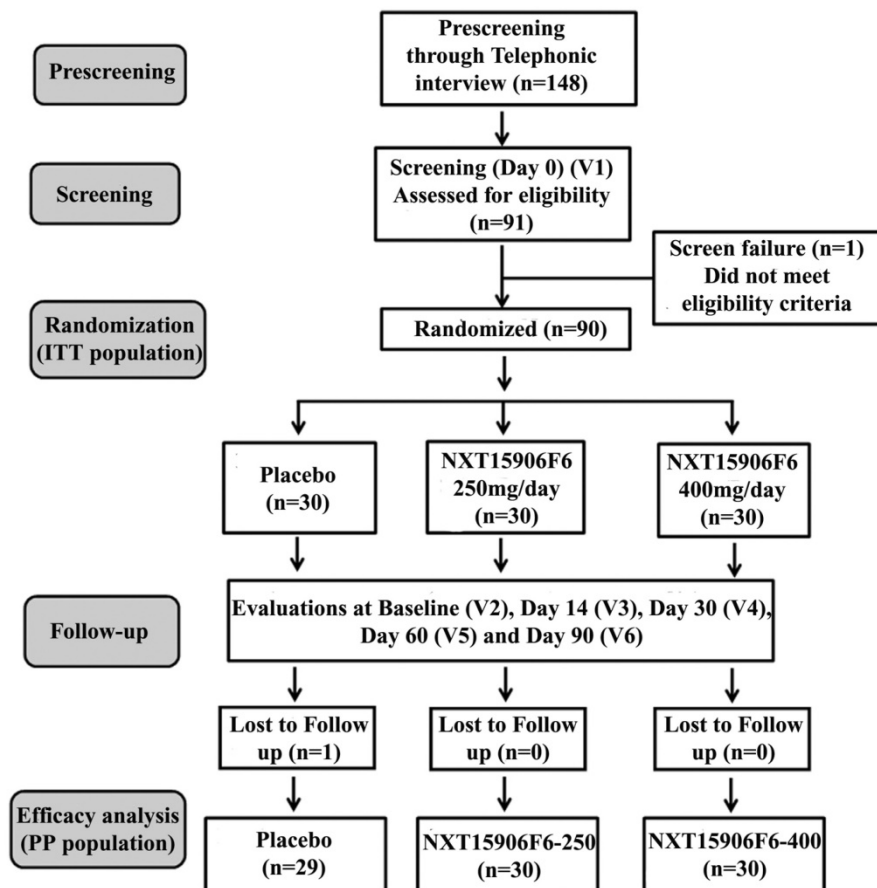 Prescreening
Prescreening
through Telephonic
interview (n=148)
Screening
Screening (Day 0) (V1)
Assessed for eligibility
(n=91)
Screen failure (n=1)
Did not meet
eligibility criteria
Randomization
(ITT population)
Randomized (n=90)
Placebo
(n=30)
NXT15906F6
250mg/day
(n=30)
NXT15906F6
400mg/day
(n=30)
Follow-up
Evaluations at Baseline (V2), Day 14 (V3), Day 30 (V4),
Day 60 (V5) and Day 90 (V6)
Lost to Follow
up (n=1)
Lost to Follow
up (n=0)
Lost to Follow
up (n=0)
Efficacy analysis
(PP population)
Placebo
(n=29)
NXT15906F6-250
(n=30)
NXT15906F6-400
(n=30)